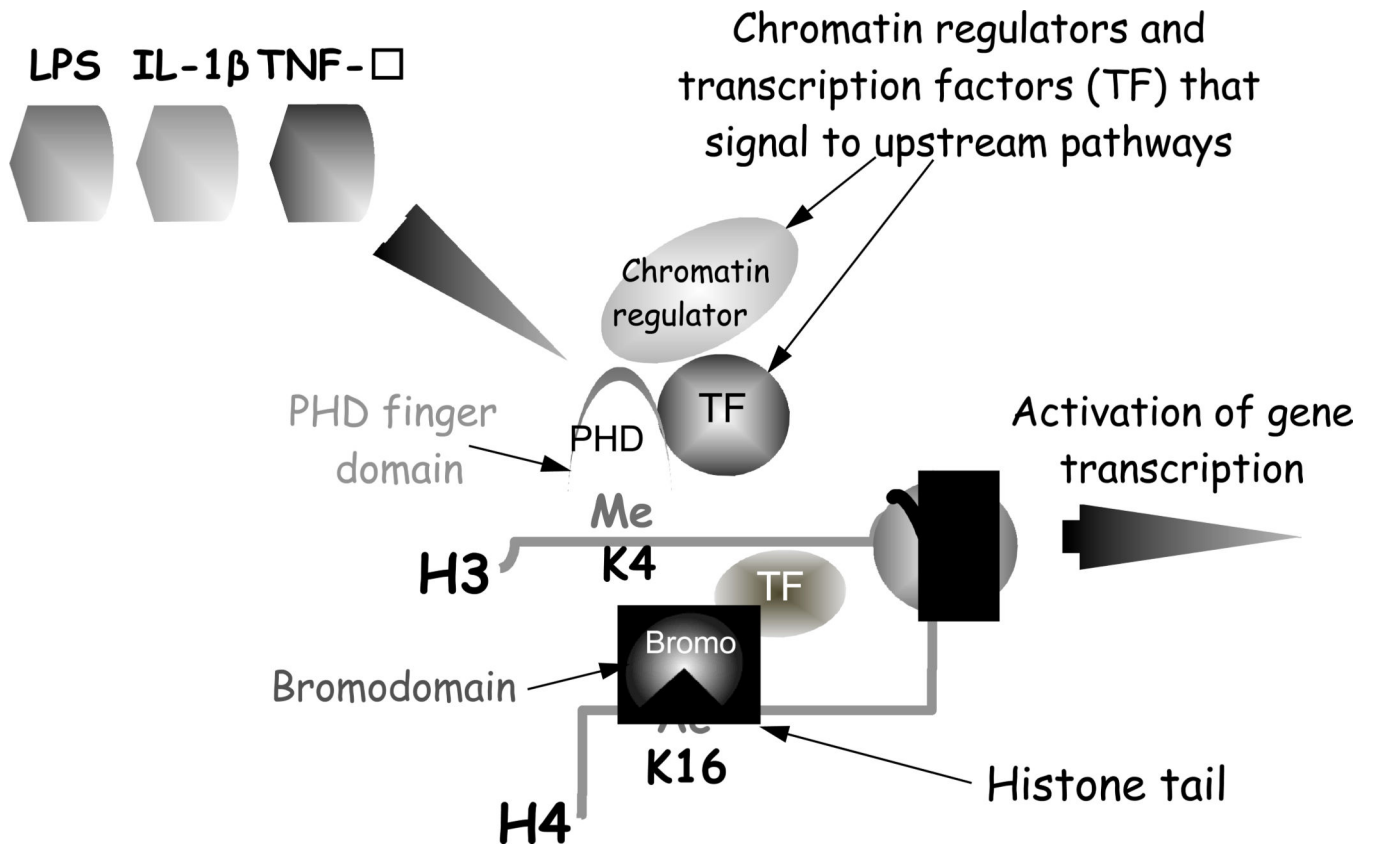 LPS IL-1β TNF-□
Chromatin regulators and
transcription factors (TF) that
signal to upstream pathways
Chromatin
regulator
TF
PHD finger
domain
PHD
Activation of gene
transcription
Me
K4
H3
TF
Bromo
Bromodomain
Ac
K16
Histone tail
H4